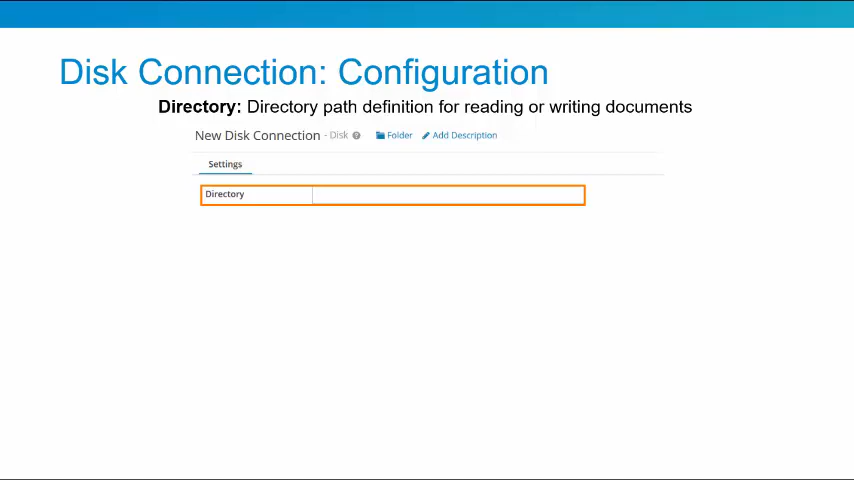 Disk Connection: Configuration
Directory: Directory path definition for reading or writing documents
New Disk Connection - Disk ? Folder Add Description
Settings
Directory